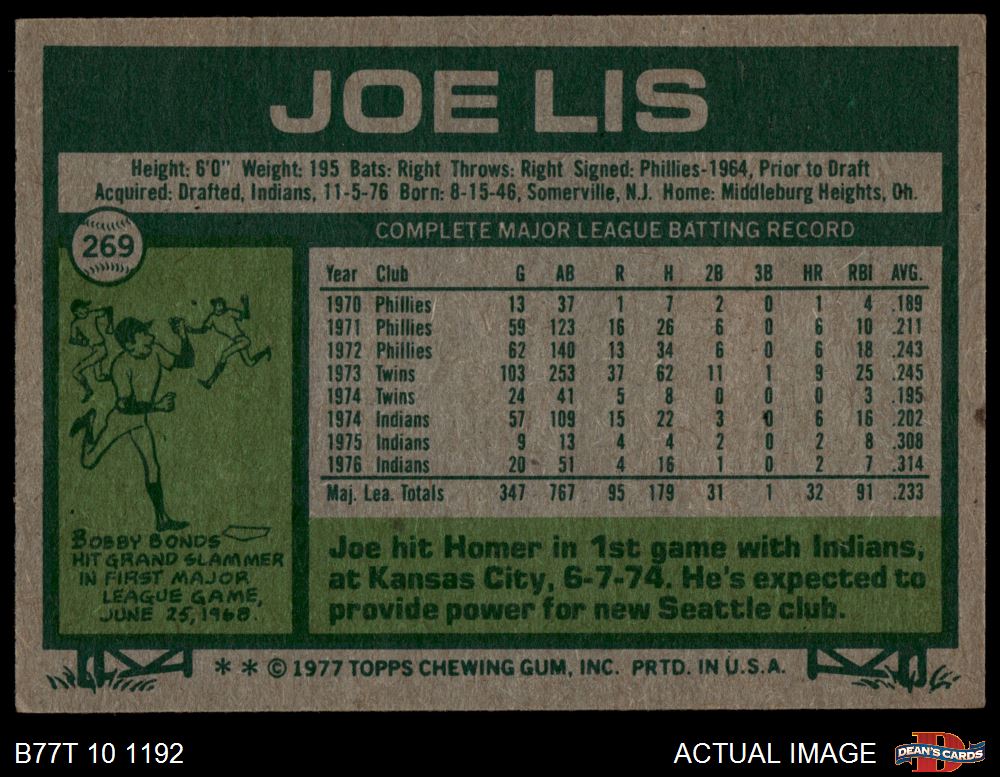 JOE LIS
Height: 6'0" Weight: 195 Bats: Right Throws: Right Signed: Phillies-1964, Prior to Draft
Acquired: Drafted, Indians, 11-5-76 Born: 8-15-46, Somerville, N.J. Home: Middleburg Heights, Oh.
269
COMPLETE MAJOR LEAGUE BATTING RECORD
Year Club G AB R H 2B 3B HR RBI AVG.
1970 Phillies 13 37 1 7 2 0 1 4 .189
1971 Phillies 59 123 16 26 6 0 6 10 .211
1972 Phillies 62 140 13 34 6 0 6 18 .243
1973 Twins 103 253 37 62 11 1 9 25 .245
1974 Twins 24 41 5 8 0 0 0 3 .195
1974 Indians 57 109 15 22 3 0 6 16 .202
1975 Indians 9 13 4 4 2 0 2 8 .308
1976 Indians 20 51 4 16 1 0 2 7 .314
Maj. Lea. Totals 347 767 95 179 31 1 32 91 .233
BOBBY BONDS
HIT GRAND SLAMMER
IN FIRST MAJOR
LEAGUE GAME,
JUNE 25, 1968.
Joe hit Homer in 1st game with Indians,
at Kansas City, 6-7-74. He's expected to
provide power for new Seattle club.
* * © 1977 TOPPS CHEWING GUM, INC. PRTD. IN U.S.A.
B77T 10 1192
ACTUAL IMAGE
D
DEAN'S CARDS